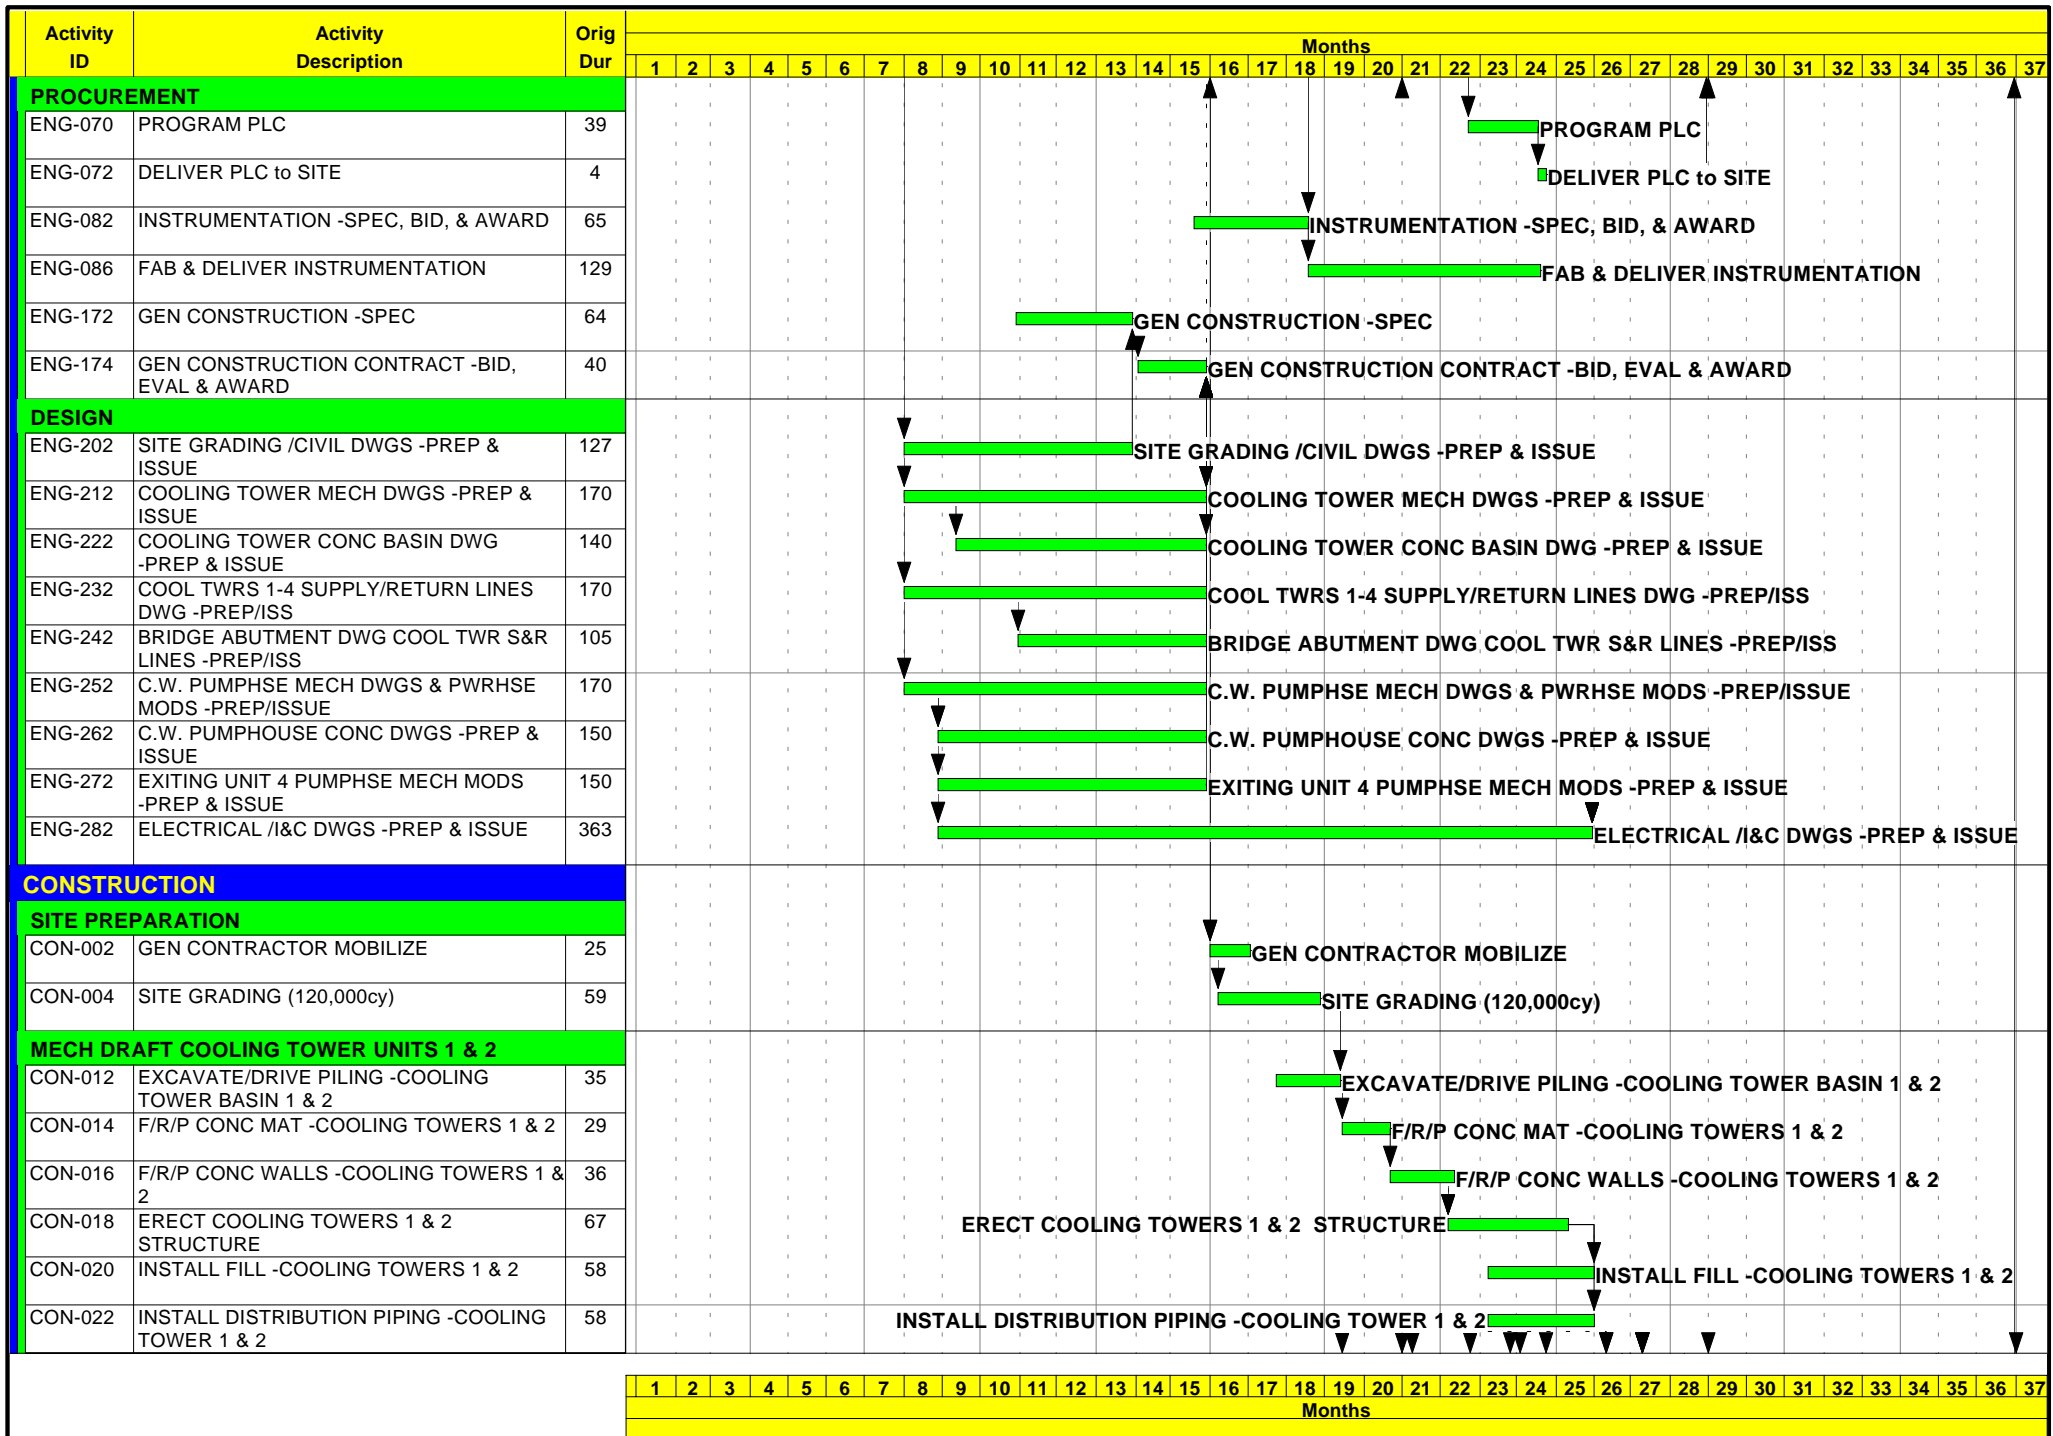 Activity Activity Orig
ID Description Dur
Months
1 2 3 4 5 6 7 8 9 10 11 12 13 14 15 16 17 18 19 20 21 22 23 24 25 26 27 28 29 30 31 32 33 34 35 36 37
PROCUREMENT
ENG-070 PROGRAM PLC 39 PROGRAM PLC
ENG-072 DELIVER PLC to SITE 4 DELIVER PLC to SITE
ENG-082 INSTRUMENTATION -SPEC, BID, & AWARD 65 INSTRUMENTATION -SPEC, BID, & AWARD
ENG-086 FAB & DELIVER INSTRUMENTATION 129 FAB & DELIVER INSTRUMENTATION
ENG-172 GEN CONSTRUCTION -SPEC 64 GEN CONSTRUCTION -SPEC
ENG-174 GEN CONSTRUCTION CONTRACT -BID, 40 GEN CONSTRUCTION CONTRACT -BID, EVAL & AWARD
EVAL & AWARD
DESIGN
ENG-202 SITE GRADING /CIVIL DWGS -PREP & 127 SITE GRADING /CIVIL DWGS -PREP & ISSUE
ISSUE
ENG-212 COOLING TOWER MECH DWGS -PREP & 170 COOLING TOWER MECH DWGS -PREP & ISSUE
ISSUE
ENG-222 COOLING TOWER CONC BASIN DWG 140 COOLING TOWER CONC BASIN DWG -PREP & ISSUE
-PREP & ISSUE
ENG-232 COOL TWRS 1-4 SUPPLY/RETURN LINES 170 COOL TWRS 1-4 SUPPLY/RETURN LINES DWG -PREP/ISS
DWG -PREP/ISS
ENG-242 BRIDGE ABUTMENT DWG COOL TWR S&R 105 BRIDGE ABUTMENT DWG COOL TWR S&R LINES -PREP/ISS
LINES -PREP/ISS
ENG-252 C.W. PUMPHSE MECH DWGS & PWRHSE 170 C.W. PUMPHSE MECH DWGS & PWRHSE MODS -PREP/ISSUE
MODS -PREP/ISSUE
ENG-262 C.W. PUMPHOUSE CONC DWGS -PREP & 150 C.W. PUMPHOUSE CONC DWGS -PREP & ISSUE
ISSUE
ENG-272 EXITING UNIT 4 PUMPHSE MECH MODS 150 EXITING UNIT 4 PUMPHSE MECH MODS -PREP & ISSUE
-PREP & ISSUE
ENG-282 ELECTRICAL /I&C DWGS -PREP & ISSUE 363 ELECTRICAL /I&C DWGS -PREP & ISSUE
CONSTRUCTION
SITE PREPARATION
CON-002 GEN CONTRACTOR MOBILIZE 25 GEN CONTRACTOR MOBILIZE
CON-004 SITE GRADING (120,000cy) 59 SITE GRADING (120,000cy)
MECH DRAFT COOLING TOWER UNITS 1 & 2
CON-012 EXCAVATE/DRIVE PILING -COOLING 35 EXCAVATE/DRIVE PILING -COOLING TOWER BASIN 1 & 2
TOWER BASIN 1 & 2
CON-014 F/R/P CONC MAT -COOLING TOWERS 1 & 2 29 F/R/P CONC MAT -COOLING TOWERS 1 & 2
CON-016 F/R/P CONC WALLS -COOLING TOWERS 1 & 36 F/R/P CONC WALLS -COOLING TOWERS 1 & 2
2
CON-018 ERECT COOLING TOWERS 1 & 2 67 ERECT COOLING TOWERS 1 & 2 STRUCTURE
STRUCTURE
CON-020 INSTALL FILL -COOLING TOWERS 1 & 2 58 INSTALL FILL -COOLING TOWERS 1 & 2
CON-022 INSTALL DISTRIBUTION PIPING -COOLING 58 INSTALL DISTRIBUTION PIPING -COOLING TOWER 1 & 2
TOWER 1 & 2
1 2 3 4 5 6 7 8 9 10 11 12 13 14 15 16 17 18 19 20 21 22 23 24 25 26 27 28 29 30 31 32 33 34 35 36 37
Months